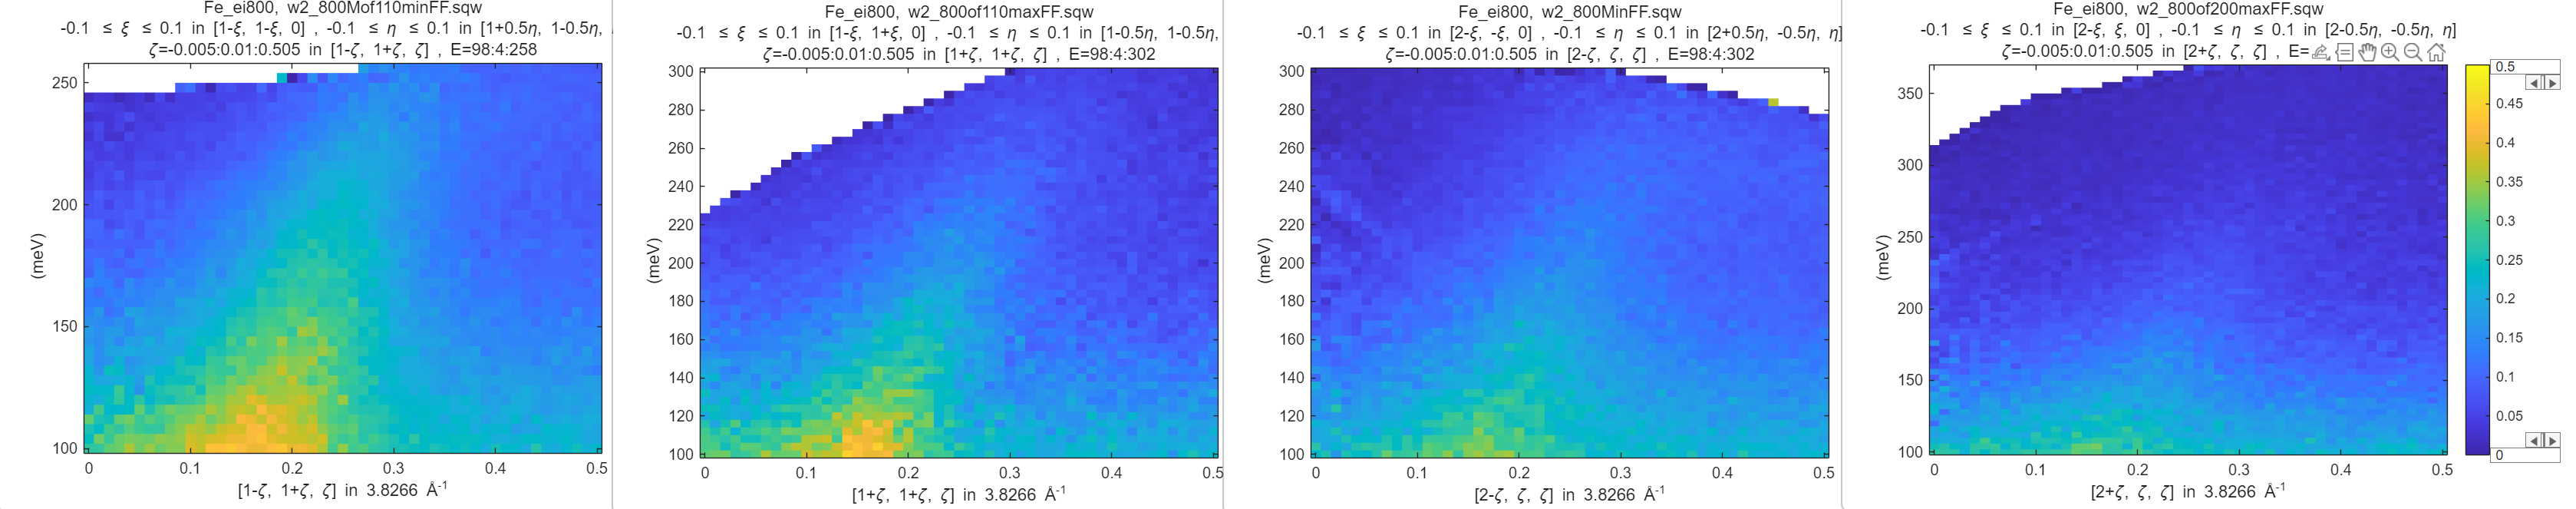 Fe_ei800, w2_800Mof110minFF.sqw
-0.1 ≤ ξ ≤ 0.1 in [1-ξ, 1-ξ, 0] , -0.1 ≤ η ≤ 0.1 in [1+0.5η, 1-0.5η,
ζ=-0.005:0.01:0.505 in [1-ζ, 1+ζ, ζ] , E=98:4:258
250
200
150
100
(meV)
0 0.1 0.2 0.3 0.4 0.5
[1-ζ, 1+ζ, ζ] in 3.8266 Å-1
Fe_ei800, w2_800of110maxFF.sqw
-0.1 ≤ ξ ≤ 0.1 in [1-ξ, 1+ξ, 0] , -0.1 ≤ η ≤ 0.1 in [1-0.5η, 1-0.5η,
ζ=-0.005:0.01:0.505 in [1+ζ, 1+ζ, ζ] , E=98:4:302
300
280
260
240
220
200
180
160
140
120
100
(meV)
0 0.1 0.2 0.3 0.4 0.5
[1+ζ, 1+ζ, ζ] in 3.8266 Å-1
Fe_ei800, w2_800MinFF.sqw
-0.1 ≤ ξ ≤ 0.1 in [2-ξ, -ξ, 0] , -0.1 ≤ η ≤ 0.1 in [2+0.5η, -0.5η, η]
ζ=-0.005:0.01:0.505 in [2-ζ, ζ, ζ] , E=98:4:302
300
280
260
240
220
200
180
160
140
120
100
(meV)
0 0.1 0.2 0.3 0.4 0.5
[2-ζ, ζ, ζ] in 3.8266 Å-1
Fe_ei800, w2_800of200maxFF.sqw
-0.1 ≤ ξ ≤ 0.1 in [2-ξ, ξ, 0] , -0.1 ≤ η ≤ 0.1 in [2-0.5η, -0.5η, η]
ζ=-0.005:0.01:0.505 in [2+ζ, ζ, ζ] , E=
350
300
250
200
150
100
(meV)
0 0.1 0.2 0.3 0.4 0.5
[2+ζ, ζ, ζ] in 3.8266 Å-1
0.5
0.45
0.4
0.35
0.3
0.25
0.2
0.15
0.1
0.05
0